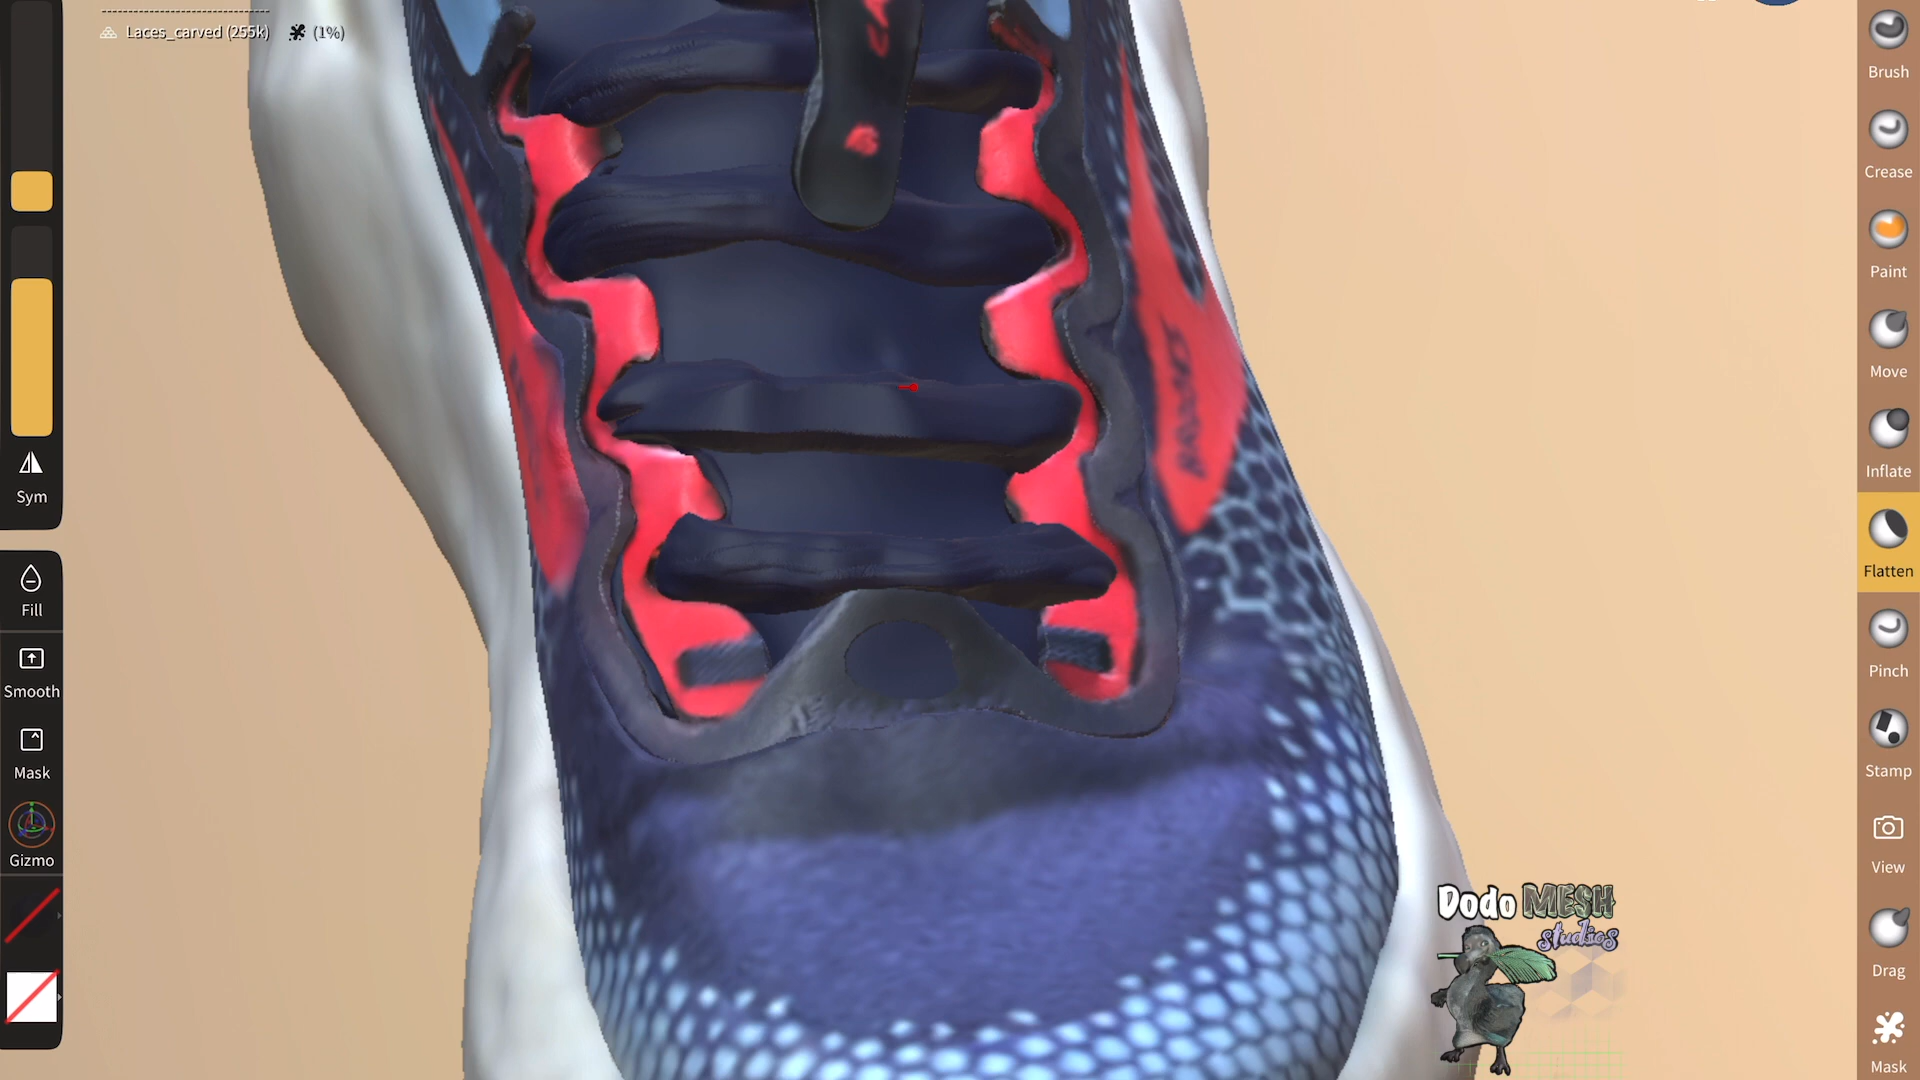 Laces_carved (255k) (1%)
Sym
Fill
Smooth
Mask
Gizmo
Brush
Crease
Paint
Move
Inflate
Flatten
Pinch
Stamp
View
Drag
Mask
Dodo MESH
studios